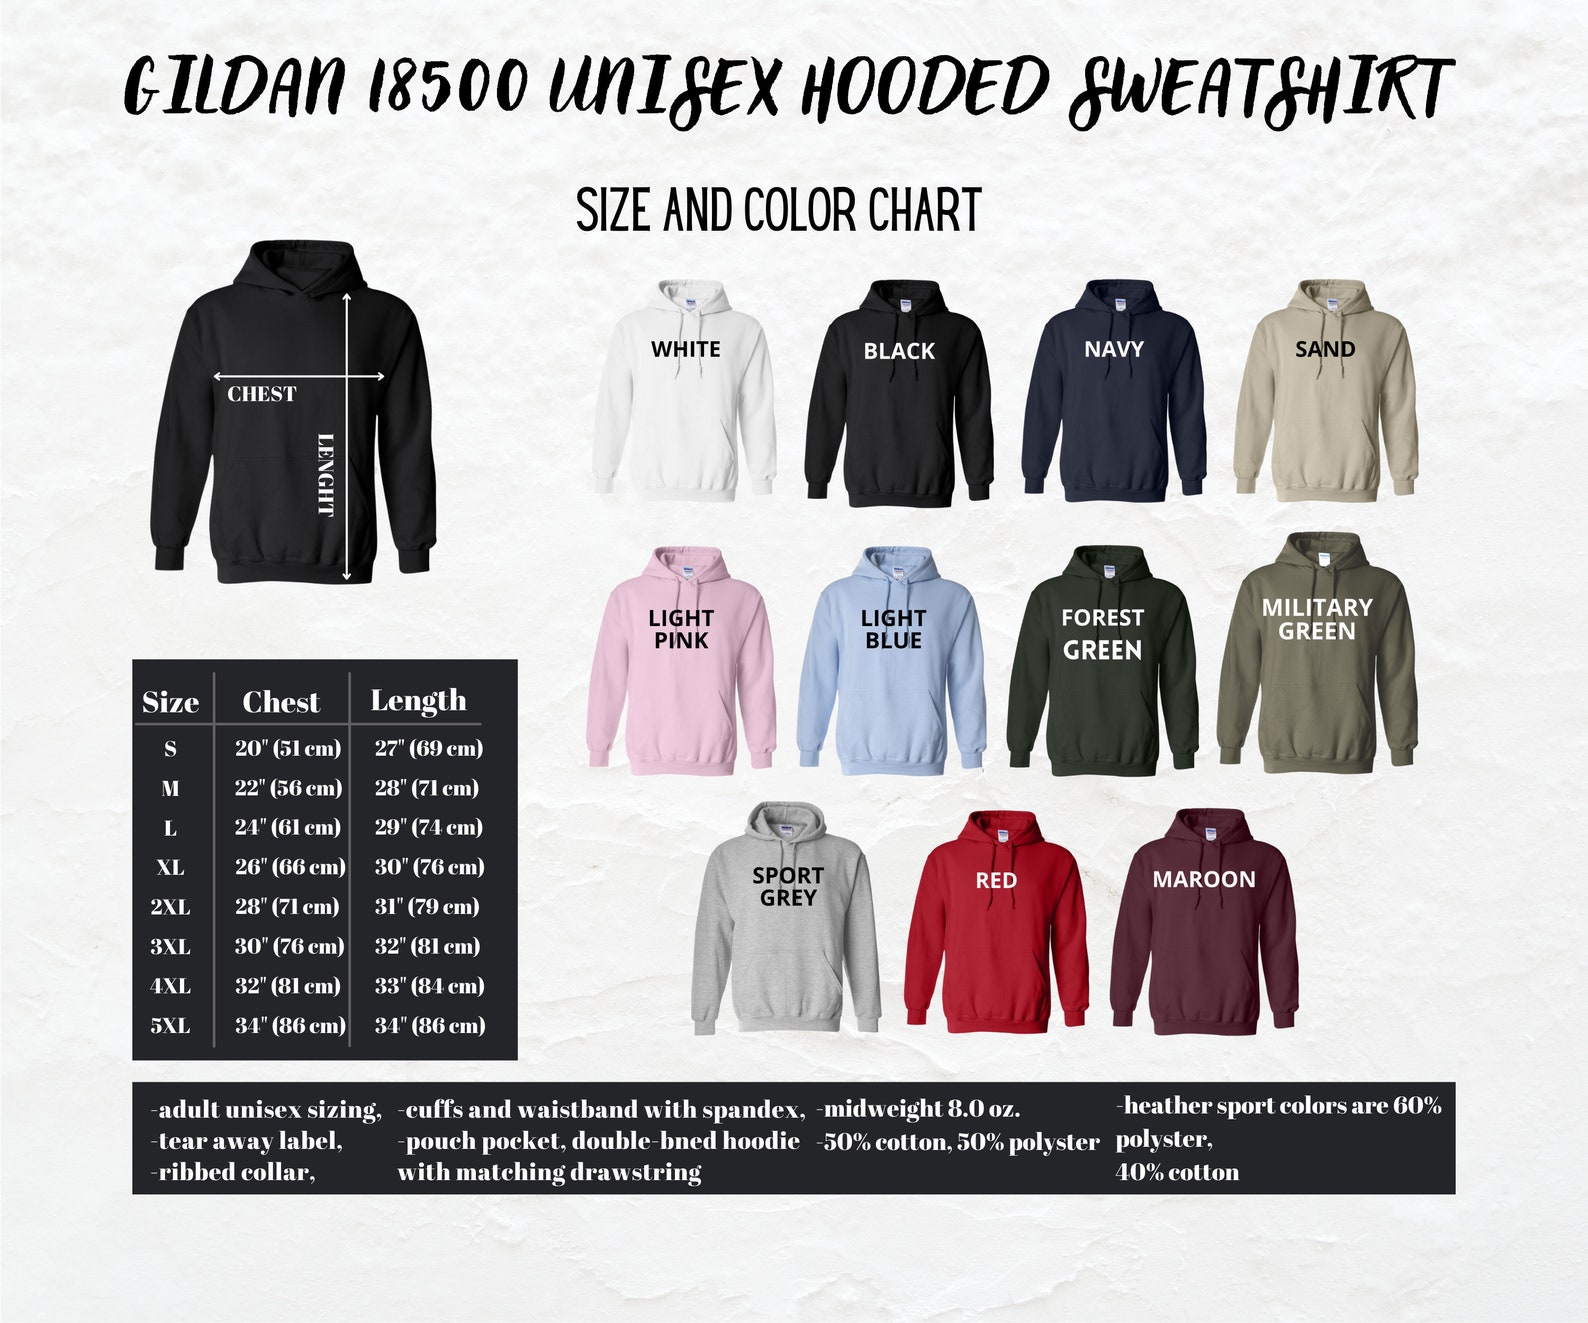 GILDAN 18500 UNISEX HOODED SWEATSHIRT
SIZE AND COLOR CHART
CHEST
LENGHT
WHITE
BLACK
NAVY
SAND
LIGHT
PINK
LIGHT
BLUE
FOREST
GREEN
MILITARY
GREEN
SPORT
GREY
RED
MAROON
Size Chest Length
S 20" (51 cm) 27" (69 cm)
M 22" (56 cm) 28" (71 cm)
L 24" (61 cm) 29" (74 cm)
XL 26" (66 cm) 30" (76 cm)
2XL 28" (71 cm) 31" (79 cm)
3XL 30" (76 cm) 32" (81 cm)
4XL 32" (81 cm) 33" (84 cm)
5XL 34" (86 cm) 34" (86 cm)
-adult unisex sizing,
-tear away label,
-ribbed collar,
-cuffs and waistband with spandex,
-pouch pocket, double-bned hoodie
with matching drawstring
-midweight 8.0 oz.
-50% cotton, 50% polyster
-heather sport colors are 60%
polyster,
40% cotton